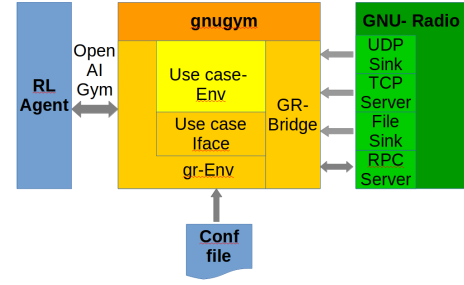 RL
Agent
Open
AI
Gym
gnugym
Use case-
Env
Use case
Iface
gr-Env
GR-
Bridge
GNU- Radio
UDP
Sink
TCP
Server
File
Sink
RPC
Server
Conf
file